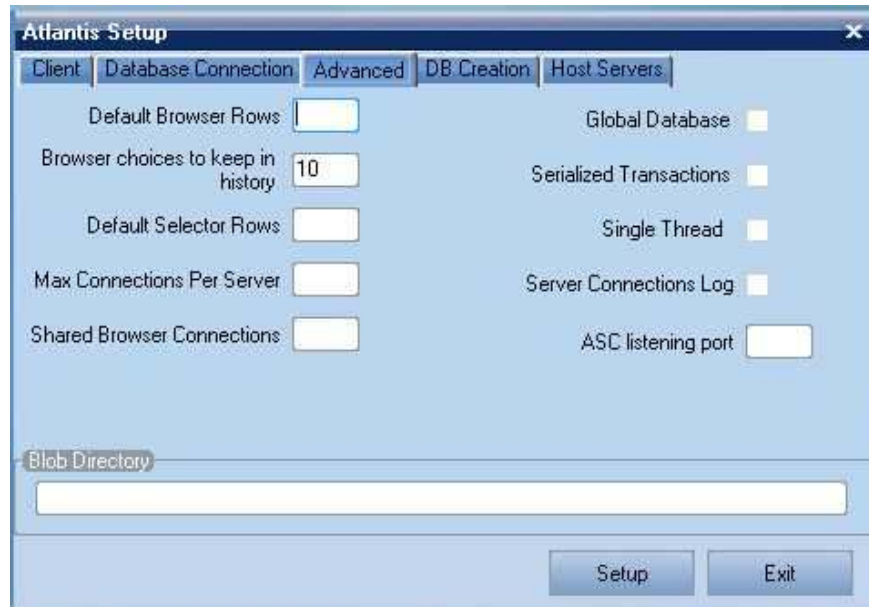 Atlantis Setup
Client Database Connection Advanced DB Creation Host Servers
Default Browser Rows
Browser choices to keep in
history
10
Default Selector Rows
Max Connections Per Server
Shared Browser Connections
Global Database
Serialized Transactions
Single Thread
Server Connections Log
ASC listening port
Blob Directory
Setup Exit